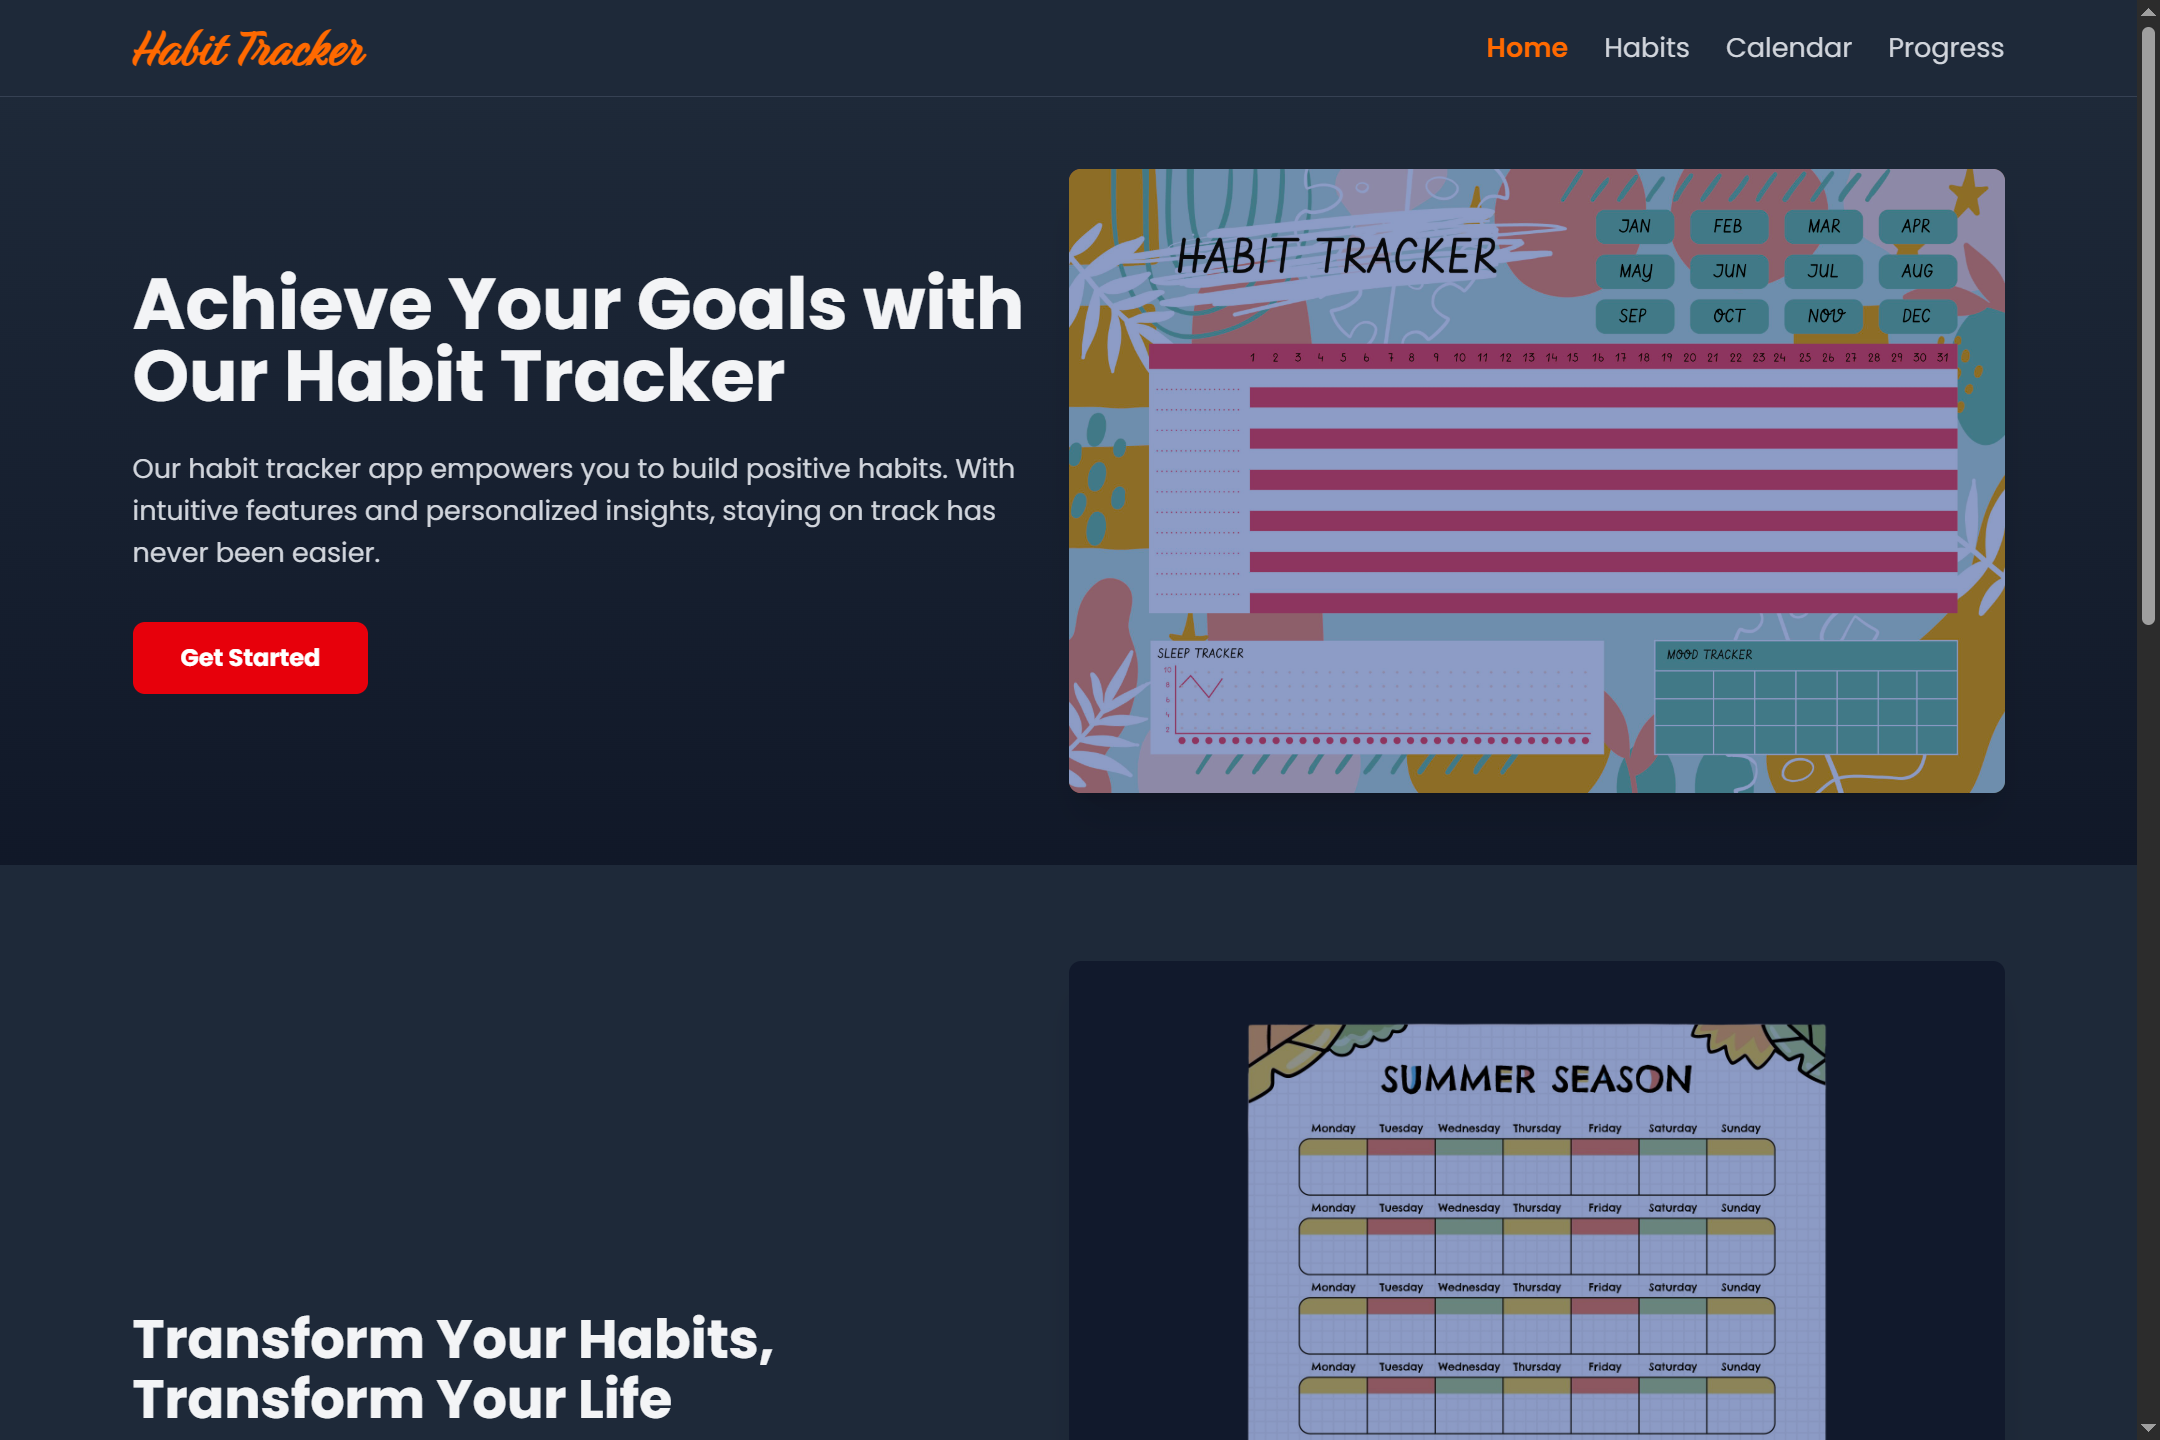 Habit Tracker
Home Habits Calendar Progress
Achieve Your Goals with
Our Habit Tracker
Our habit tracker app empowers you to build positive habits. With
intuitive features and personalized insights, staying on track has
never been easier.
Get Started
HABIT TRACKER
JAN FEB MAR APR
MAY JUN JUL AUG
SEP OCT NOV DEC
1 2 3 4 5 6 7 8 9 10 11 12 13 14 15 16 17 18 19 20 21 22 23 24 25 26 27 28 29 30 31
SLEEP TRACKER
10
8
6
4
2
MOOD TRACKER
Transform Your Habits,
Transform Your Life
SUMMER SEASON
Monday Tuesday Wednesday Thursday Friday Saturday Sunday
Monday Tuesday Wednesday Thursday Friday Saturday Sunday
Monday Tuesday Wednesday Thursday Friday Saturday Sunday
Monday Tuesday Wednesday Thursday Friday Saturday Sunday